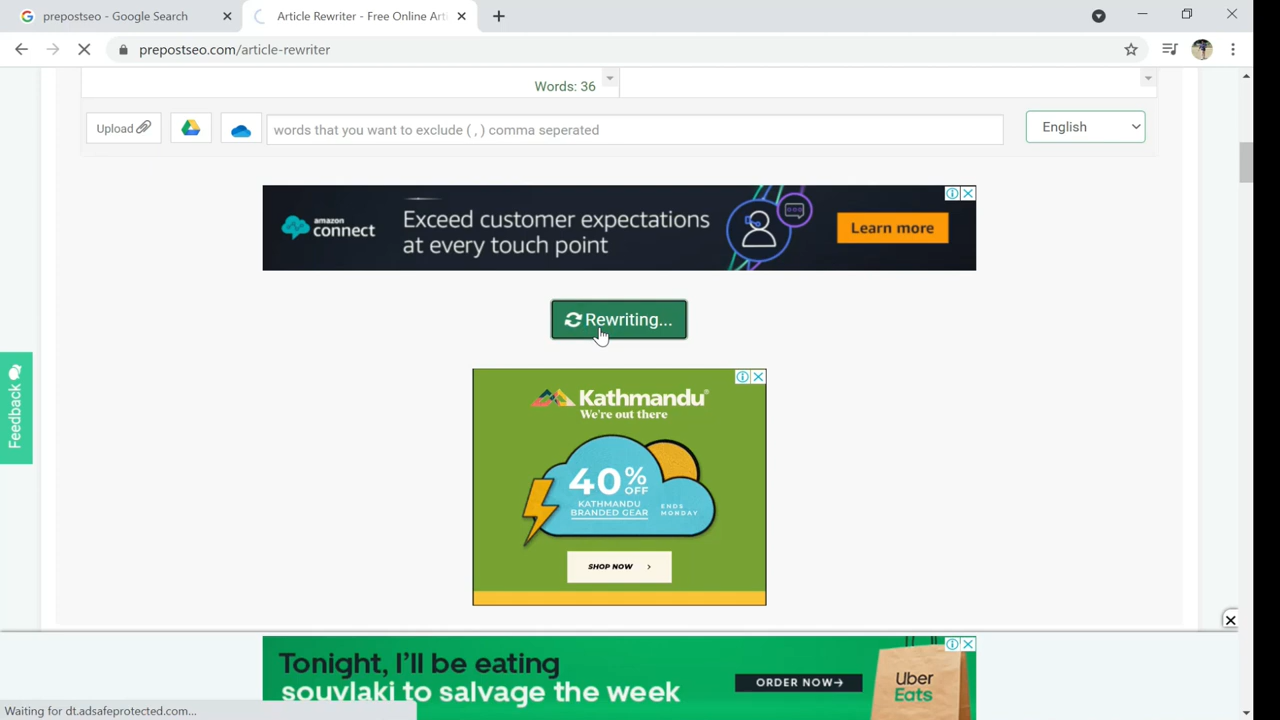 prepostseo - Google Search
Article Rewriter - Free Online Arti
prepostseo.com/article-rewriter
Words: 36
Upload
words that you want to exclude ( , ) comma seperated
English
amazon connect
Exceed customer expectations
at every touch point
Learn more
Rewriting...
Feedback
Kathmandu®
We're out there
40% OFF
KATHMANDU
BRANDED GEAR
ENDS
MONDAY
SHOP NOW >
Tonight, I'll be eating
souvlaki to salvage the week
ORDER NOW→
Uber
Eats
Waiting for dt.adsafeprotected.com...